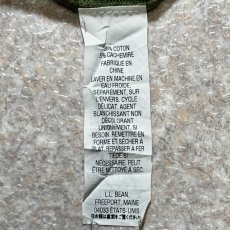 95% COTON
5% CACHEMIRE
FABRIQUÉ EN
CHINE
LAVER EN MACHINE EN
EAU FROIDE,
SÉPARÉMENT, SUR
L'ENVERS, CYCLE
DÉLICAT. AGENT
BLANCHISSANT NON
DÉCOLORANT
UNIQUEMENT, SI
BESOIN. REMETTRE EN
FORME ET SÉCHER À
PLAT. REPASSER À FER
TIÈDE SI
NÉCESSAIRE. PEUT
ÊTRE NETTOYÉ À SEC.
L.L. BEAN,
FREEPORT, MAINE
04033 ÉTATS-UNIS